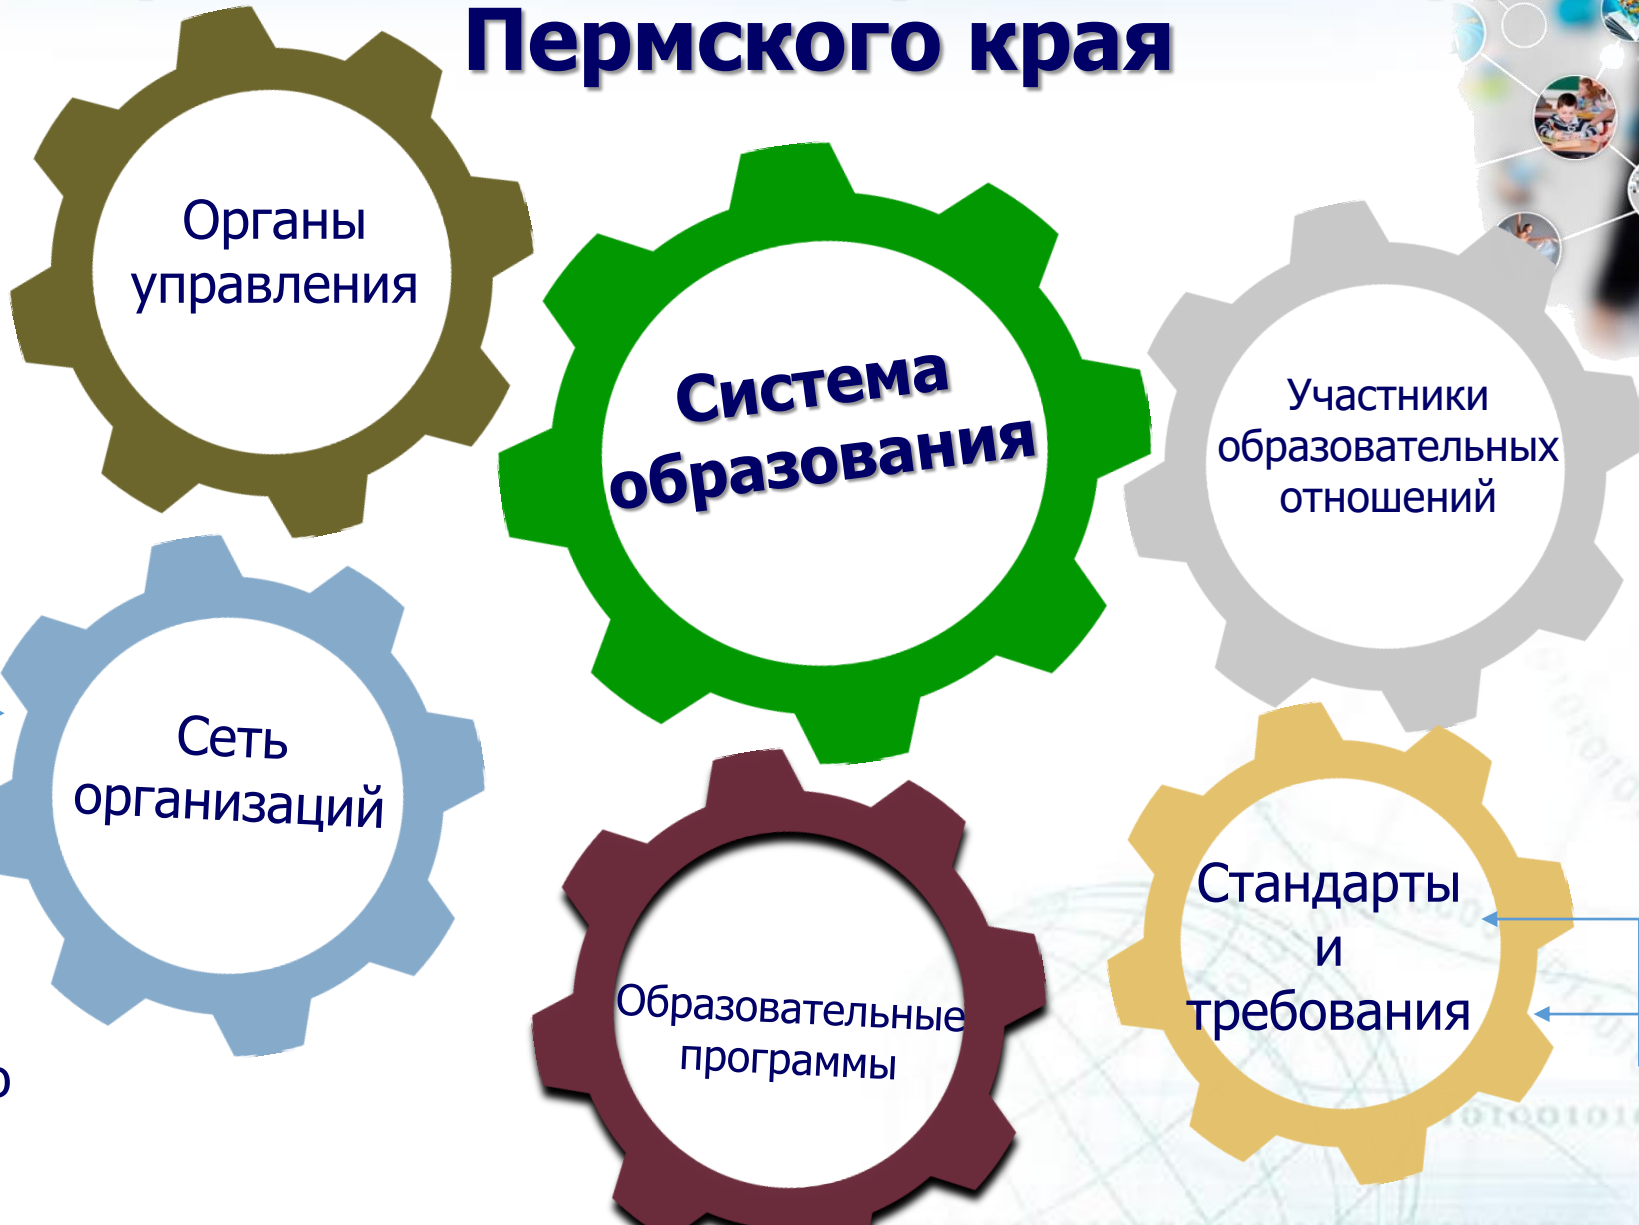 Пермского края
Органы
управления
Система
образования
Участники
образовательных
отношений
Сеть
организаций
Образовательные
программы
Стандарты
и
требования